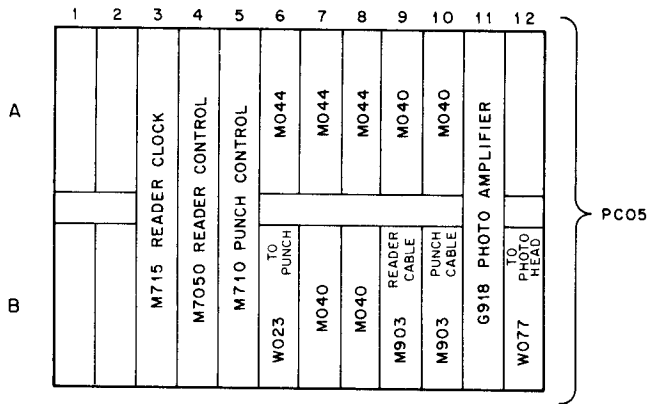 1 2 3 4 5 6 7 8 9 10 11 12
A
M715 READER CLOCK
M7050 READER CONTROL
M710 PUNCH CONTROL
M044
M044
M044
M040
M040
G918 PHOTO AMPLIFIER
PC05
B
TO
PUNCH
W023
M040
M040
READER
CABLE
M903
PUNCH
CABLE
M903
TO
PHOTO
HEAD
W077